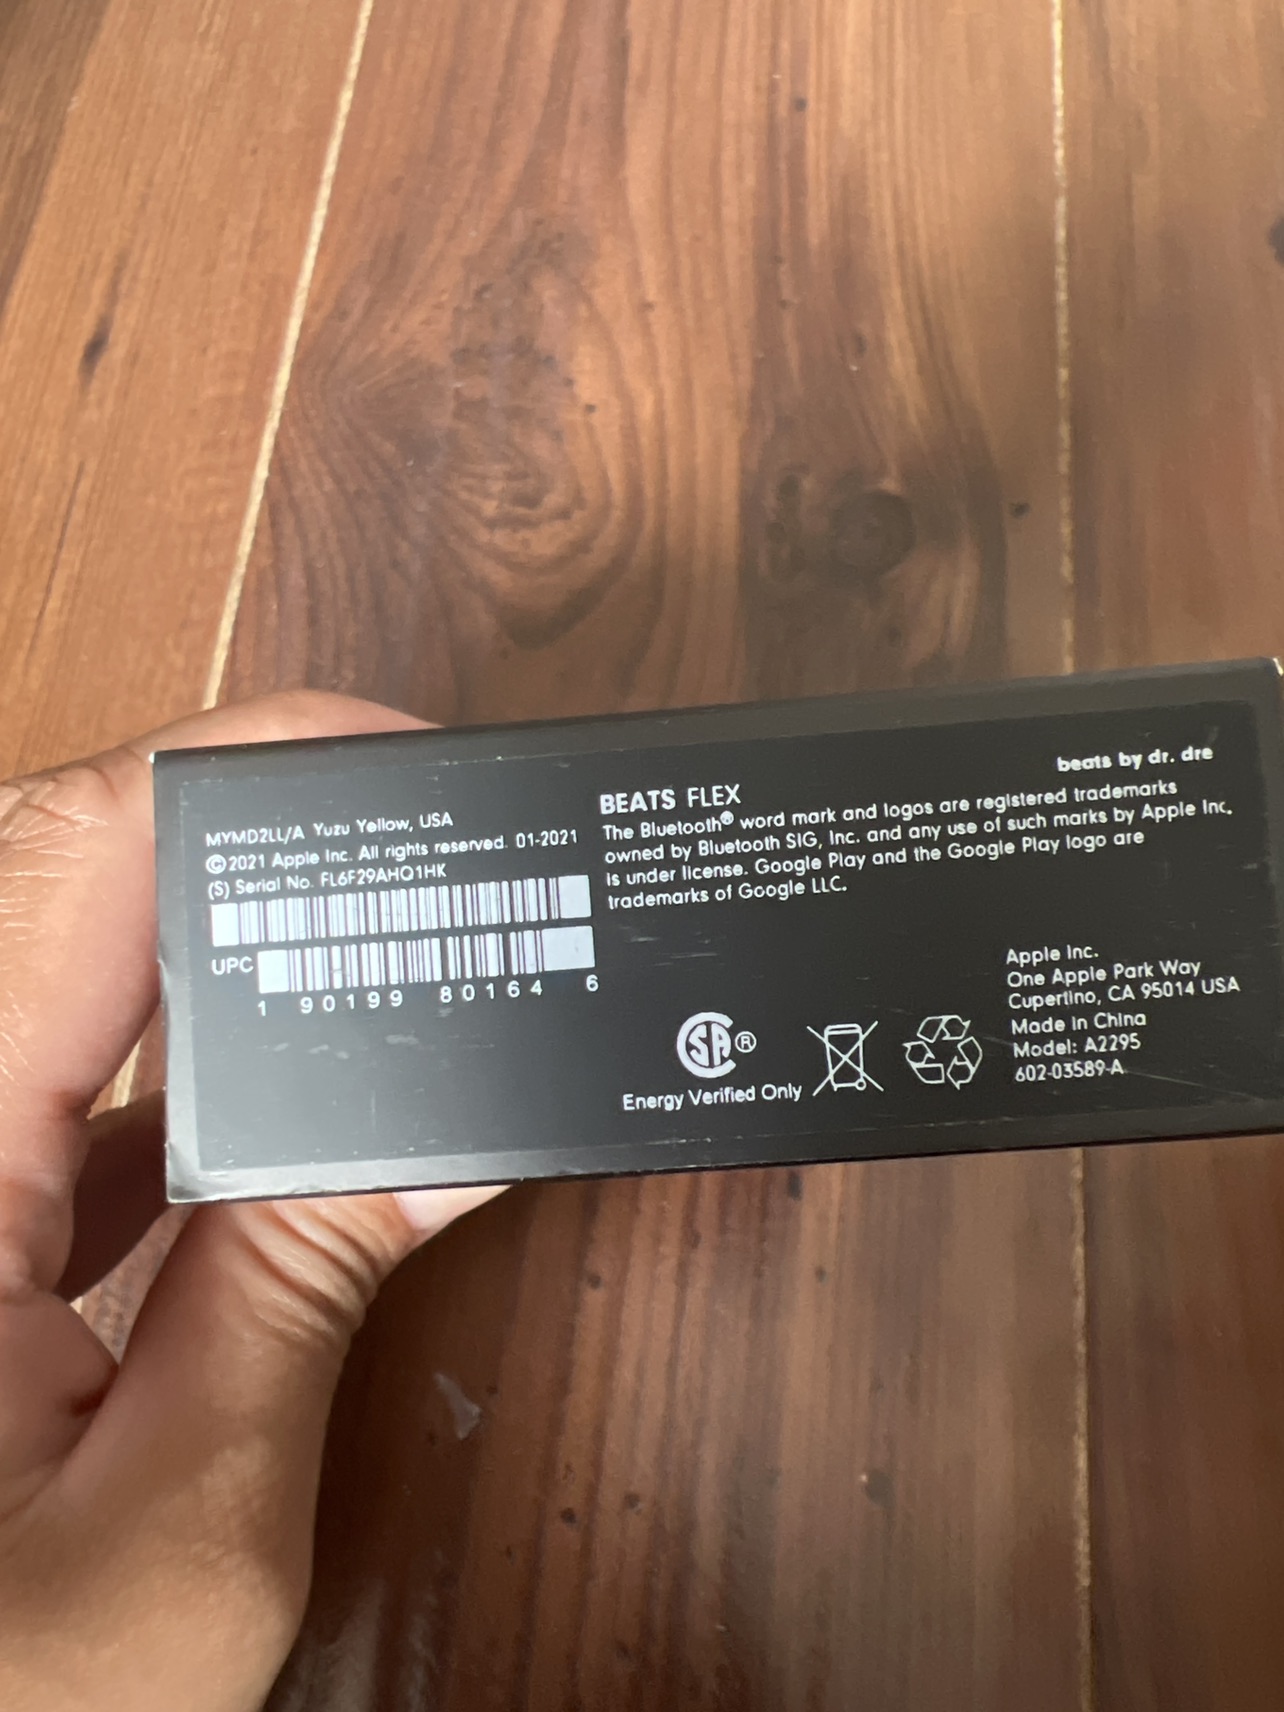 beats by dr. dre
MYMD2LL/A Yuzu Yellow, USA
©2021 Apple Inc. All rights reserved. 01-2021
(S) Serial No. FL6F29AHQ1HK
UPC
1 90199 80164 6
BEATS FLEX
The Bluetooth® word mark and logos are registered trademarks
owned by Bluetooth SIG, Inc. and any use of such marks by Apple Inc.
is under license. Google Play and the Google Play logo are
trademarks of Google LLC.
SA®
Energy Verified Only
Apple Inc.
One Apple Park Way
Cupertino, CA 95014 USA
Made in China
Model: A2295
602-03589-A